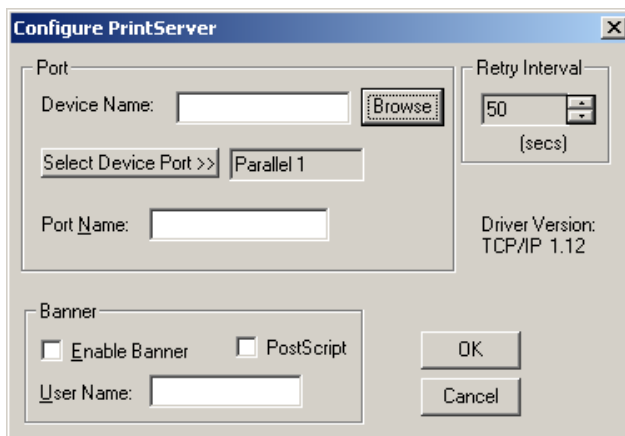 Configure PrintServer
Port
Device Name:
Browse
Select Device Port >>
Parallel 1
Port Name:
Retry Interval
50
(secs)
Driver Version:
TCP/IP 1.12
Banner
Enable Banner
PostScript
User Name:
OK
Cancel